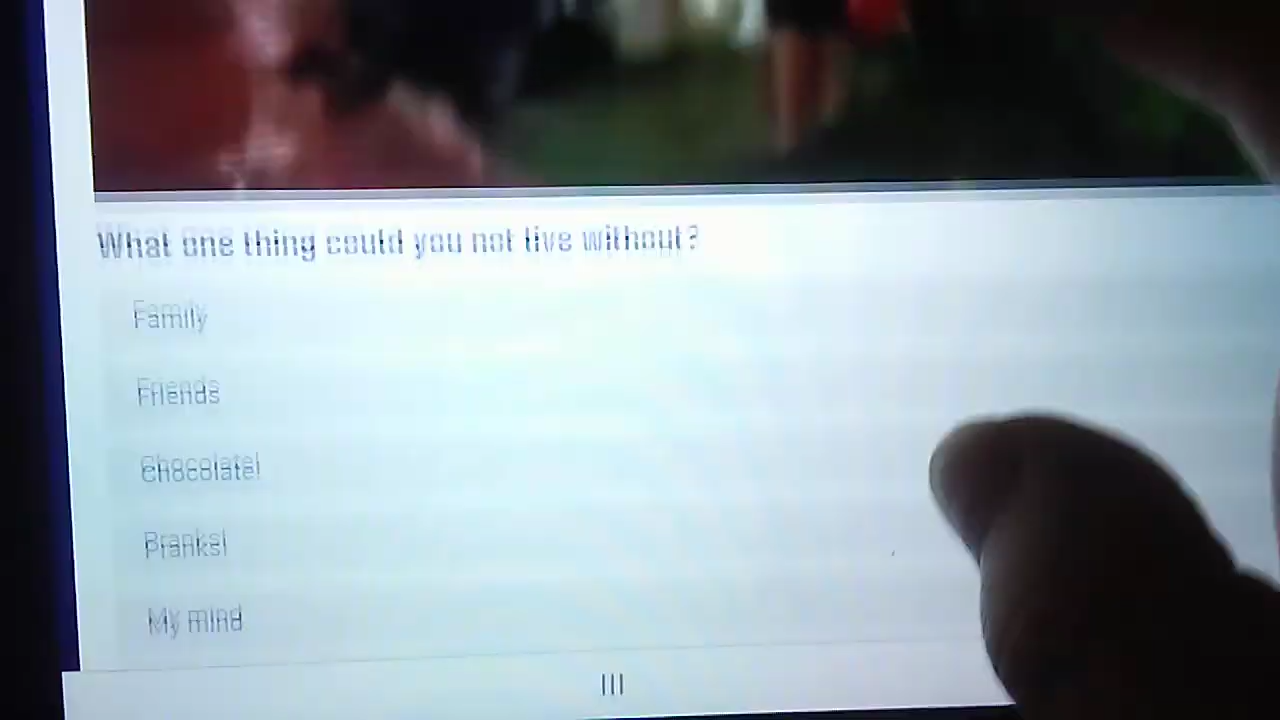 What one thing could you not live without?
Family
Friends
Chocolate!
Pranks!
My mind